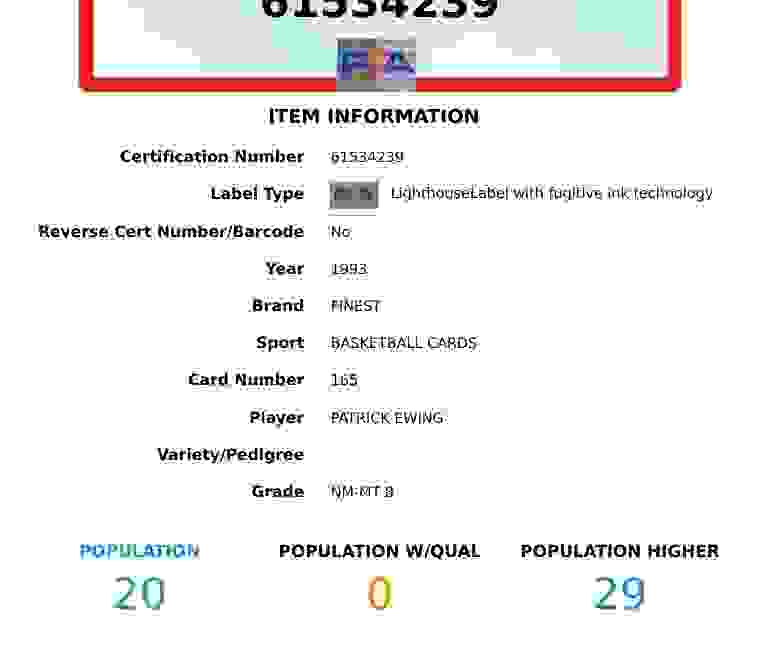 61534239
PSA
ITEM INFORMATION
Certification Number 61534239
Label Type LighthouseLabel with fugitive ink technology
Reverse Cert Number/Barcode No
Year 1993
Brand FINEST
Sport BASKETBALL CARDS
Card Number 165
Player PATRICK EWING
Variety/Pedigree
Grade NM-MT 8
POPULATION POPULATION W/QUAL POPULATION HIGHER
20 0 29